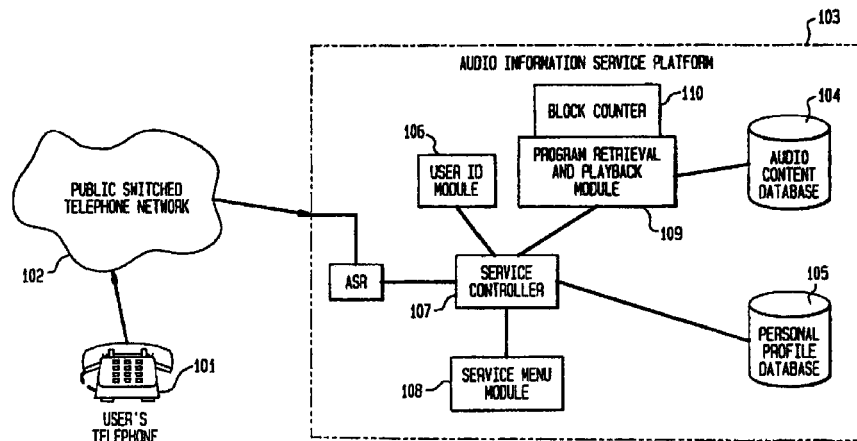 103
AUDIO INFORMATION SERVICE PLATFORM
110
BLOCK COUNTER
104
106
USER ID
MODULE
PROGRAM RETRIEVAL
AND PLAYBACK
MODULE
AUDIO
CONTENT
DATABASE
PUBLIC SWITCHED
TELEPHONE NETWORK
109
102
ASR
SERVICE
CONTROLLER
107
105
PERSONAL
PROFILE
DATABASE
101
108
SERVICE MENU
MODULE
USER'S
TELEPHONE